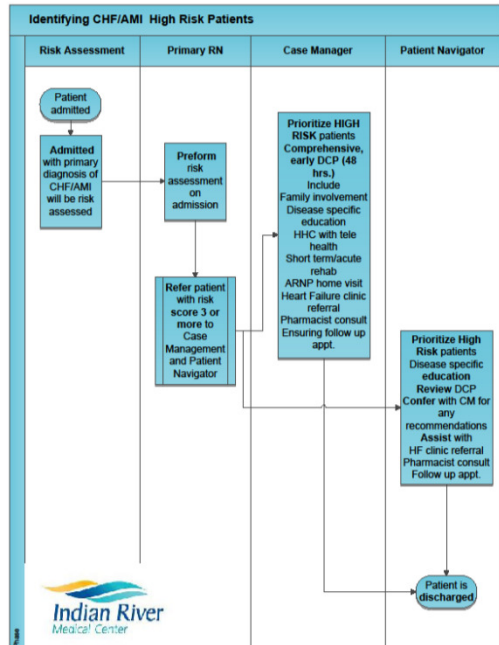 Identifying CHF/AMI High Risk Patients
Risk Assessment
Primary RN
Case Manager
Patient Navigator
Patient
admitted
Admitted
with primary
diagnosis of
CHF/AMI
will be risk
assessed
Preform
risk
assessment
on
admission
Refer patient
with risk
score 3 or
more to
Case
Management
and Patient
Navigator
Prioritize HIGH
RISK patients
Comprehensive,
early DCP (48
hrs.)
Include
Family involvement
Disease specific
education
HHC with tele
health
Short term/acute
rehab
ARNP home visit
Heart Failure clinic
referral
Pharmacist consult
Ensuring follow up
appt.
Prioritize High
Risk patients
Disease specific
education
Review DCP
Confer with CM for
any
recommendations
Assist with
HF clinic referral
Pharmacist consult
Follow up appt.
Patient is
discharged
Indian River
Medical Center